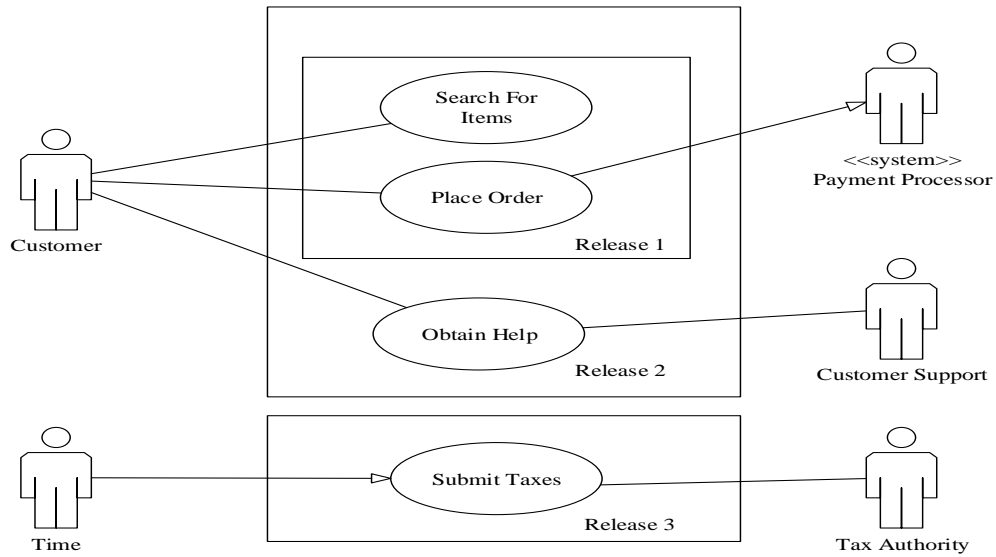 Search For
Items
<<system>>
Payment Processor
Place Order
Customer
Release 1
Obtain Help
Release 2
Customer Support
Submit Taxes
Release 3
Time
Tax Authority